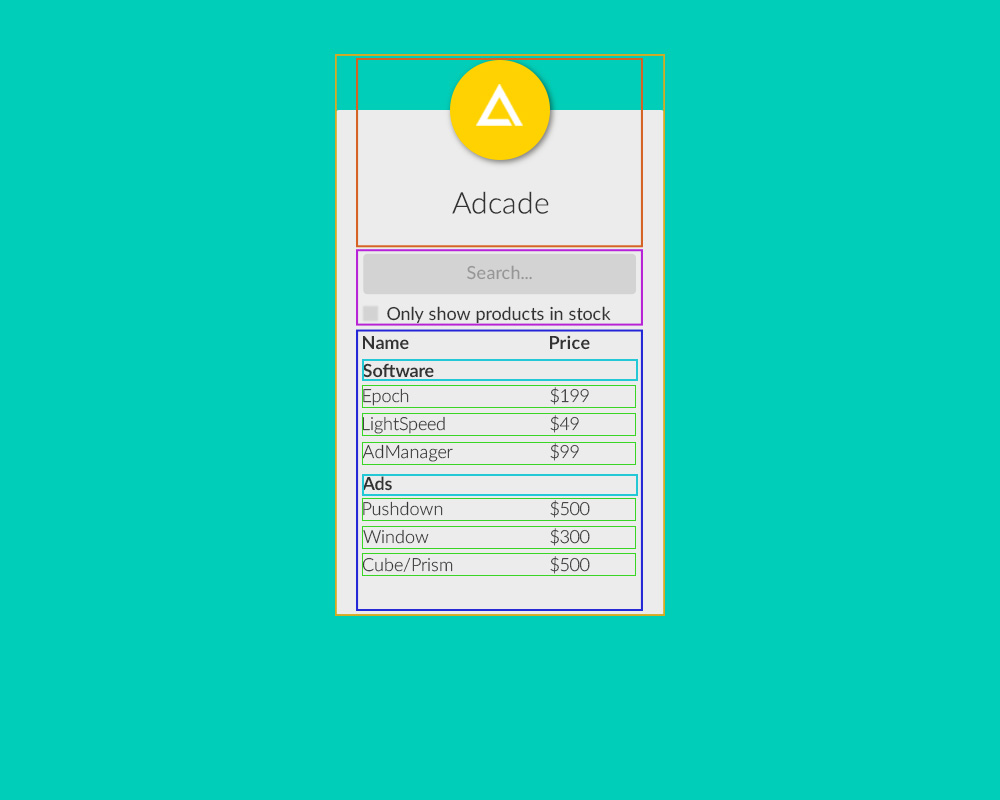 Adcade
Search...
Only show products in stock
Name Price
Software
Epoch $199
LightSpeed $49
AdManager $99
Ads
Pushdown $500
Window $300
Cube/Prism $500